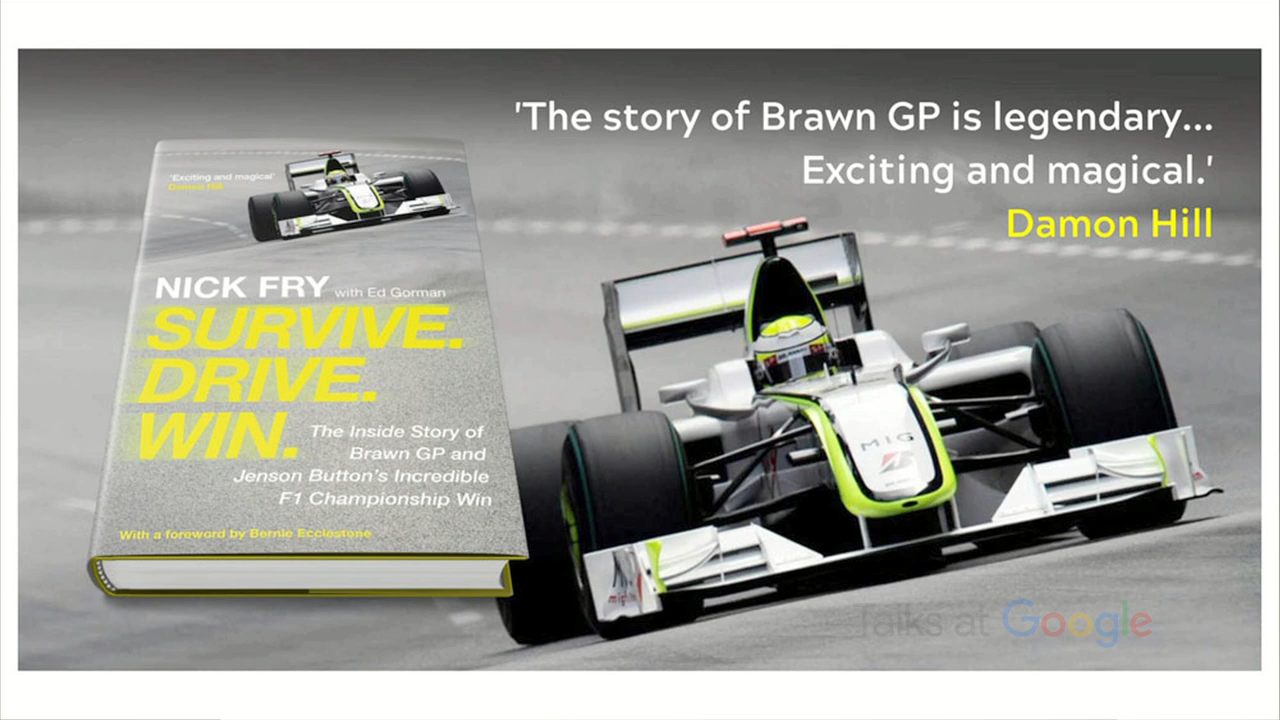 'The story of Brawn GP is legendary...
Exciting and magical.'
Damon Hill
'Exciting and magical'
Damon Hill
NICK FRY with Ed Gorman
SURVIVE.
DRIVE.
WIN.
The Inside Story of
Brawn GP and
Jenson Button's Incredible
F1 Championship Win
With a foreword by Bernie Ecclestone
MIG
Talks at Google